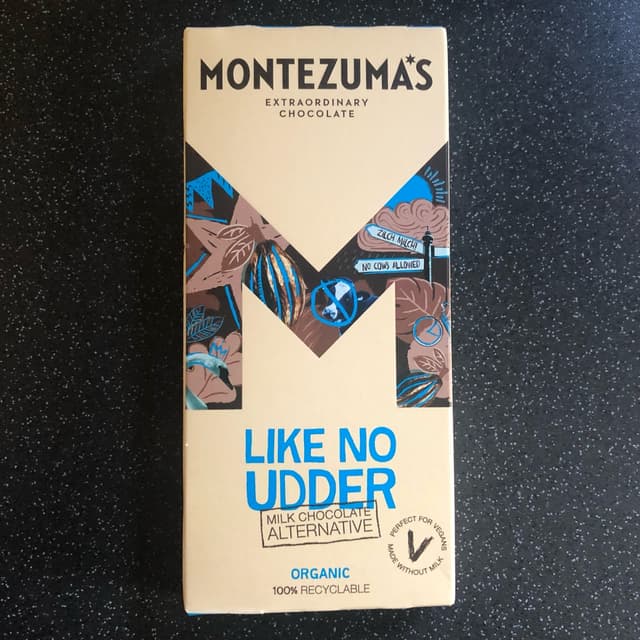 MONTEZUMA'S
EXTRAORDINARY
CHOCOLATE
ZILCH MILCH!
NO COWS ALLOWED
LIKE NO
UDDER
MILK CHOCOLATE
ALTERNATIVE
PERFECT FOR VEGANS
MADE WITHOUT MILK
V
ORGANIC
100% RECYCLABLE